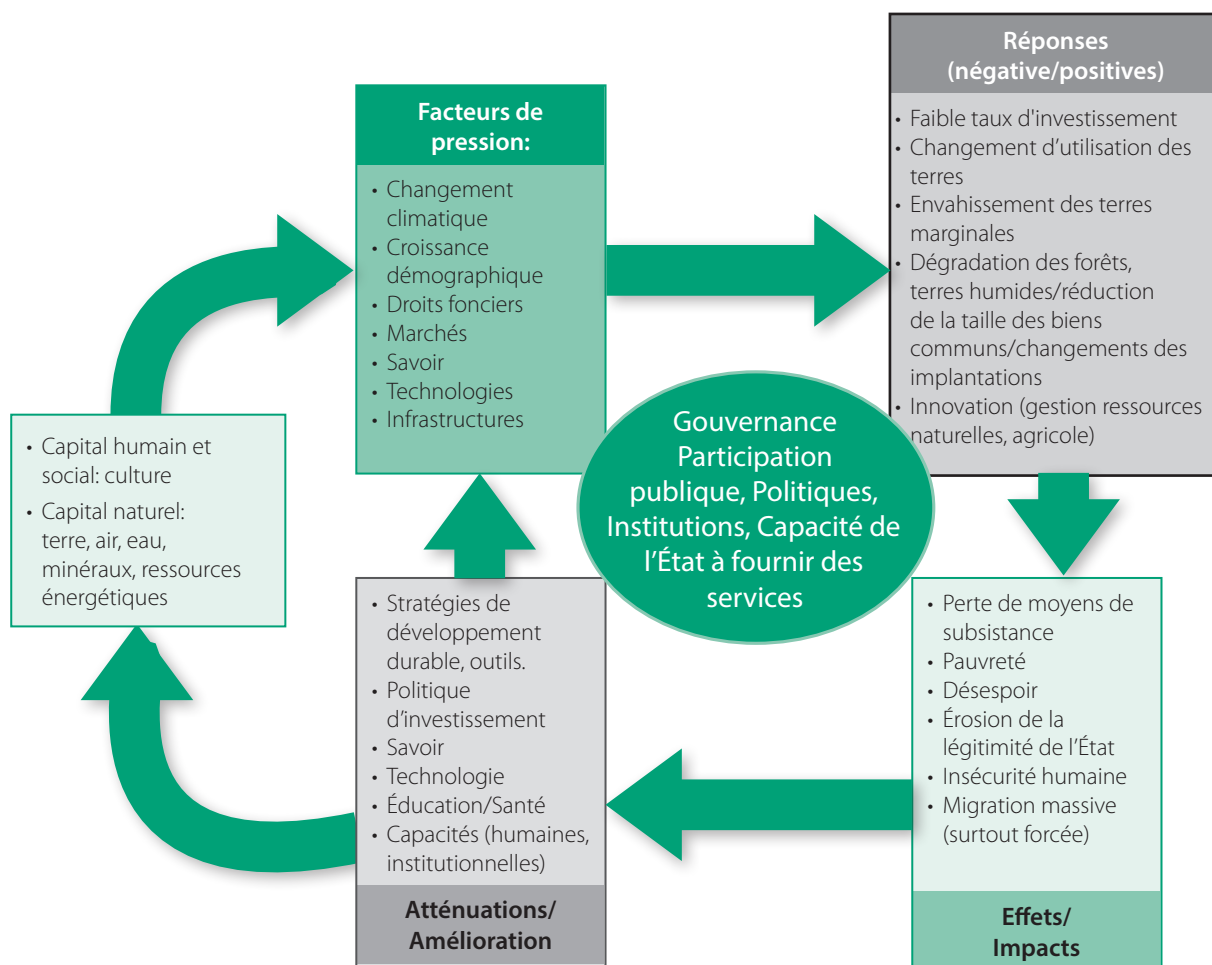 Réponses
(négative/positives)
• Faible taux d'investissement
• Changement d’utilisation des
terres
• Envahissement des terres
marginales
• Dégradation des forêts,
terres humides/réduction
de la taille des biens
communs/changements des
implantations
• Innovation (gestion ressources
naturelles, agricole)
Facteurs de
pression:
• Changement
climatique
• Croissance
démographique
• Droits fonciers
• Marchés
• Savoir
• Technologies
• Infrastructures
Gouvernance
Participation
publique, Politiques,
Institutions, Capacité de
l’État à fournir des
services
• Capital humain et
social: culture
• Capital naturel:
terre, air, eau,
minéraux, ressources
énergétiques
• Stratégies de
développement
durable, outils.
• Politique
d’investissement
• Savoir
• Technologie
• Éducation/Santé
• Capacités (humaines,
institutionnelles)
Atténuations/
Amélioration
• Perte de moyens de
subsistance
• Pauvreté
• Désespoir
• Érosion de la
légitimité de l’État
• Insécurité humaine
• Migration massive
(surtout forcée)
Effets/
Impacts